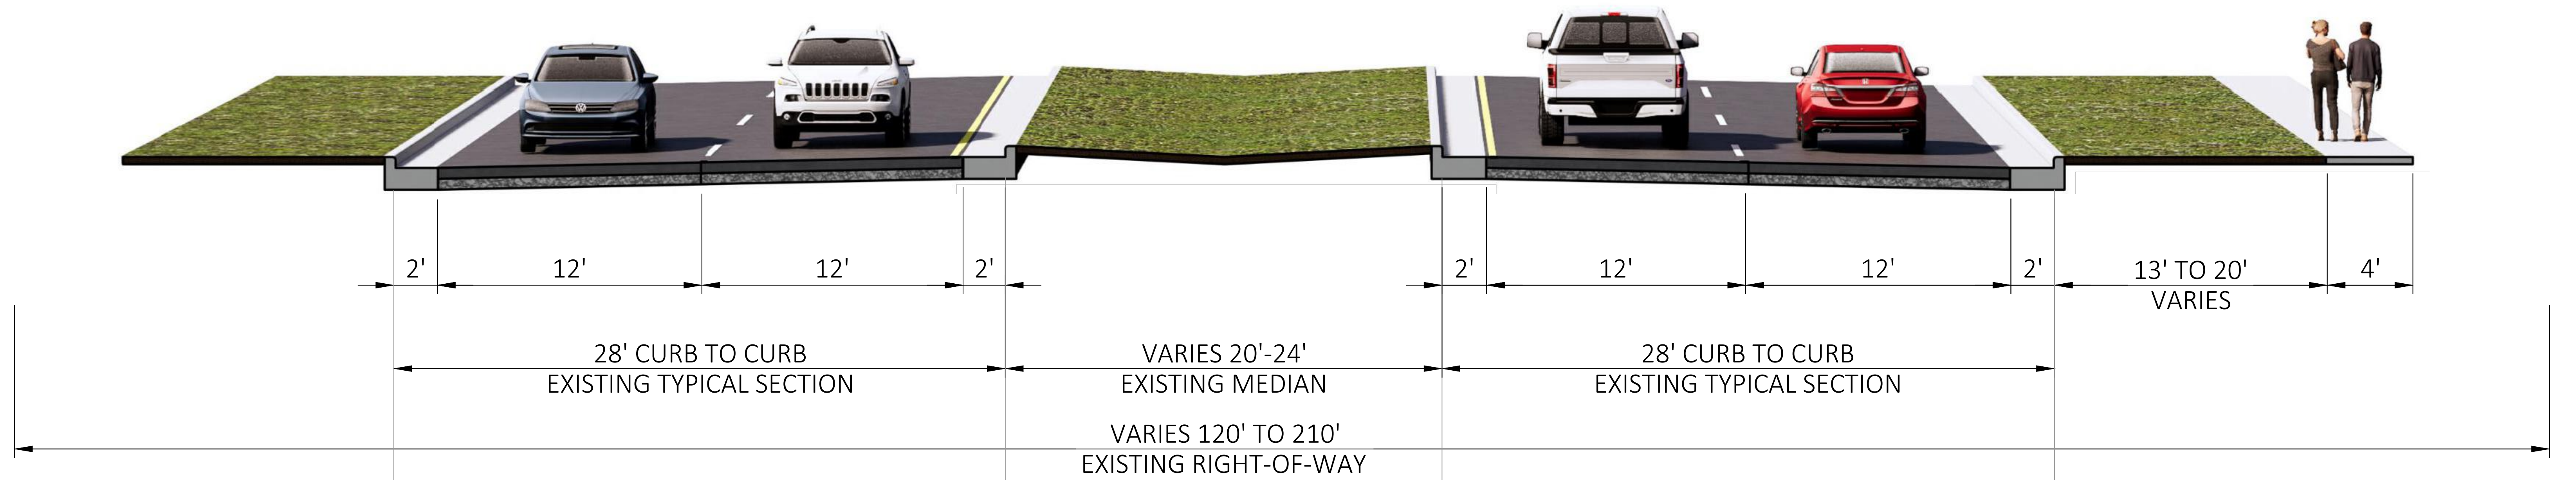 2' 12' 12' 2' 2' 12' 12' 2' 13' TO 20' 4'
VARIES
28' CURB TO CURB VARIES 20'-24' 28' CURB TO CURB
EXISTING TYPICAL SECTION EXISTING MEDIAN EXISTING TYPICAL SECTION
VARIES 120' TO 210'
EXISTING RIGHT-OF-WAY